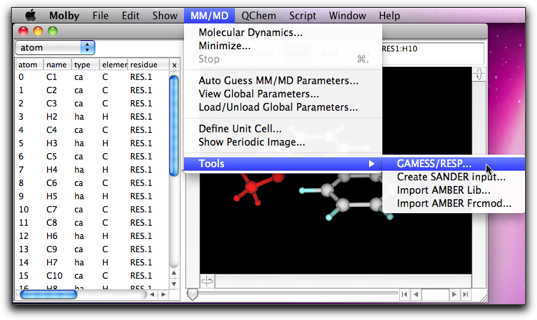 Molby File Edit Show MM/MD QChem Script Window Help
atom
Molecular Dynamics...
Minimize...
Stop ⌘.
Auto Guess MM/MD Parameters...
View Global Parameters...
Load/Unload Global Parameters...
Define Unit Cell...
Show Periodic Image...
Tools
GAMESS/RESP...
Create SANDER input...
Import AMBER Lib...
Import AMBER Frcmod...
RES.1:H10
atom name type elemer residue x
0 C1 ca C RES.1
1 C2 ca C RES.1
2 C3 ca C RES.1
3 H2 ha H RES.1
4 C4 ca C RES.1
5 H3 ha H RES.1
6 C5 ca C RES.1
7 H4 ha H RES.1
8 C6 ca C RES.1
9 H5 ha H RES.1
10 C7 ca C RES.1
11 C8 ca C RES.1
12 H6 ha H RES.1
13 C9 ca C RES.1
14 H7 ha H RES.1
15 C10 ca C RES.1
16 H8 ha H RES.1